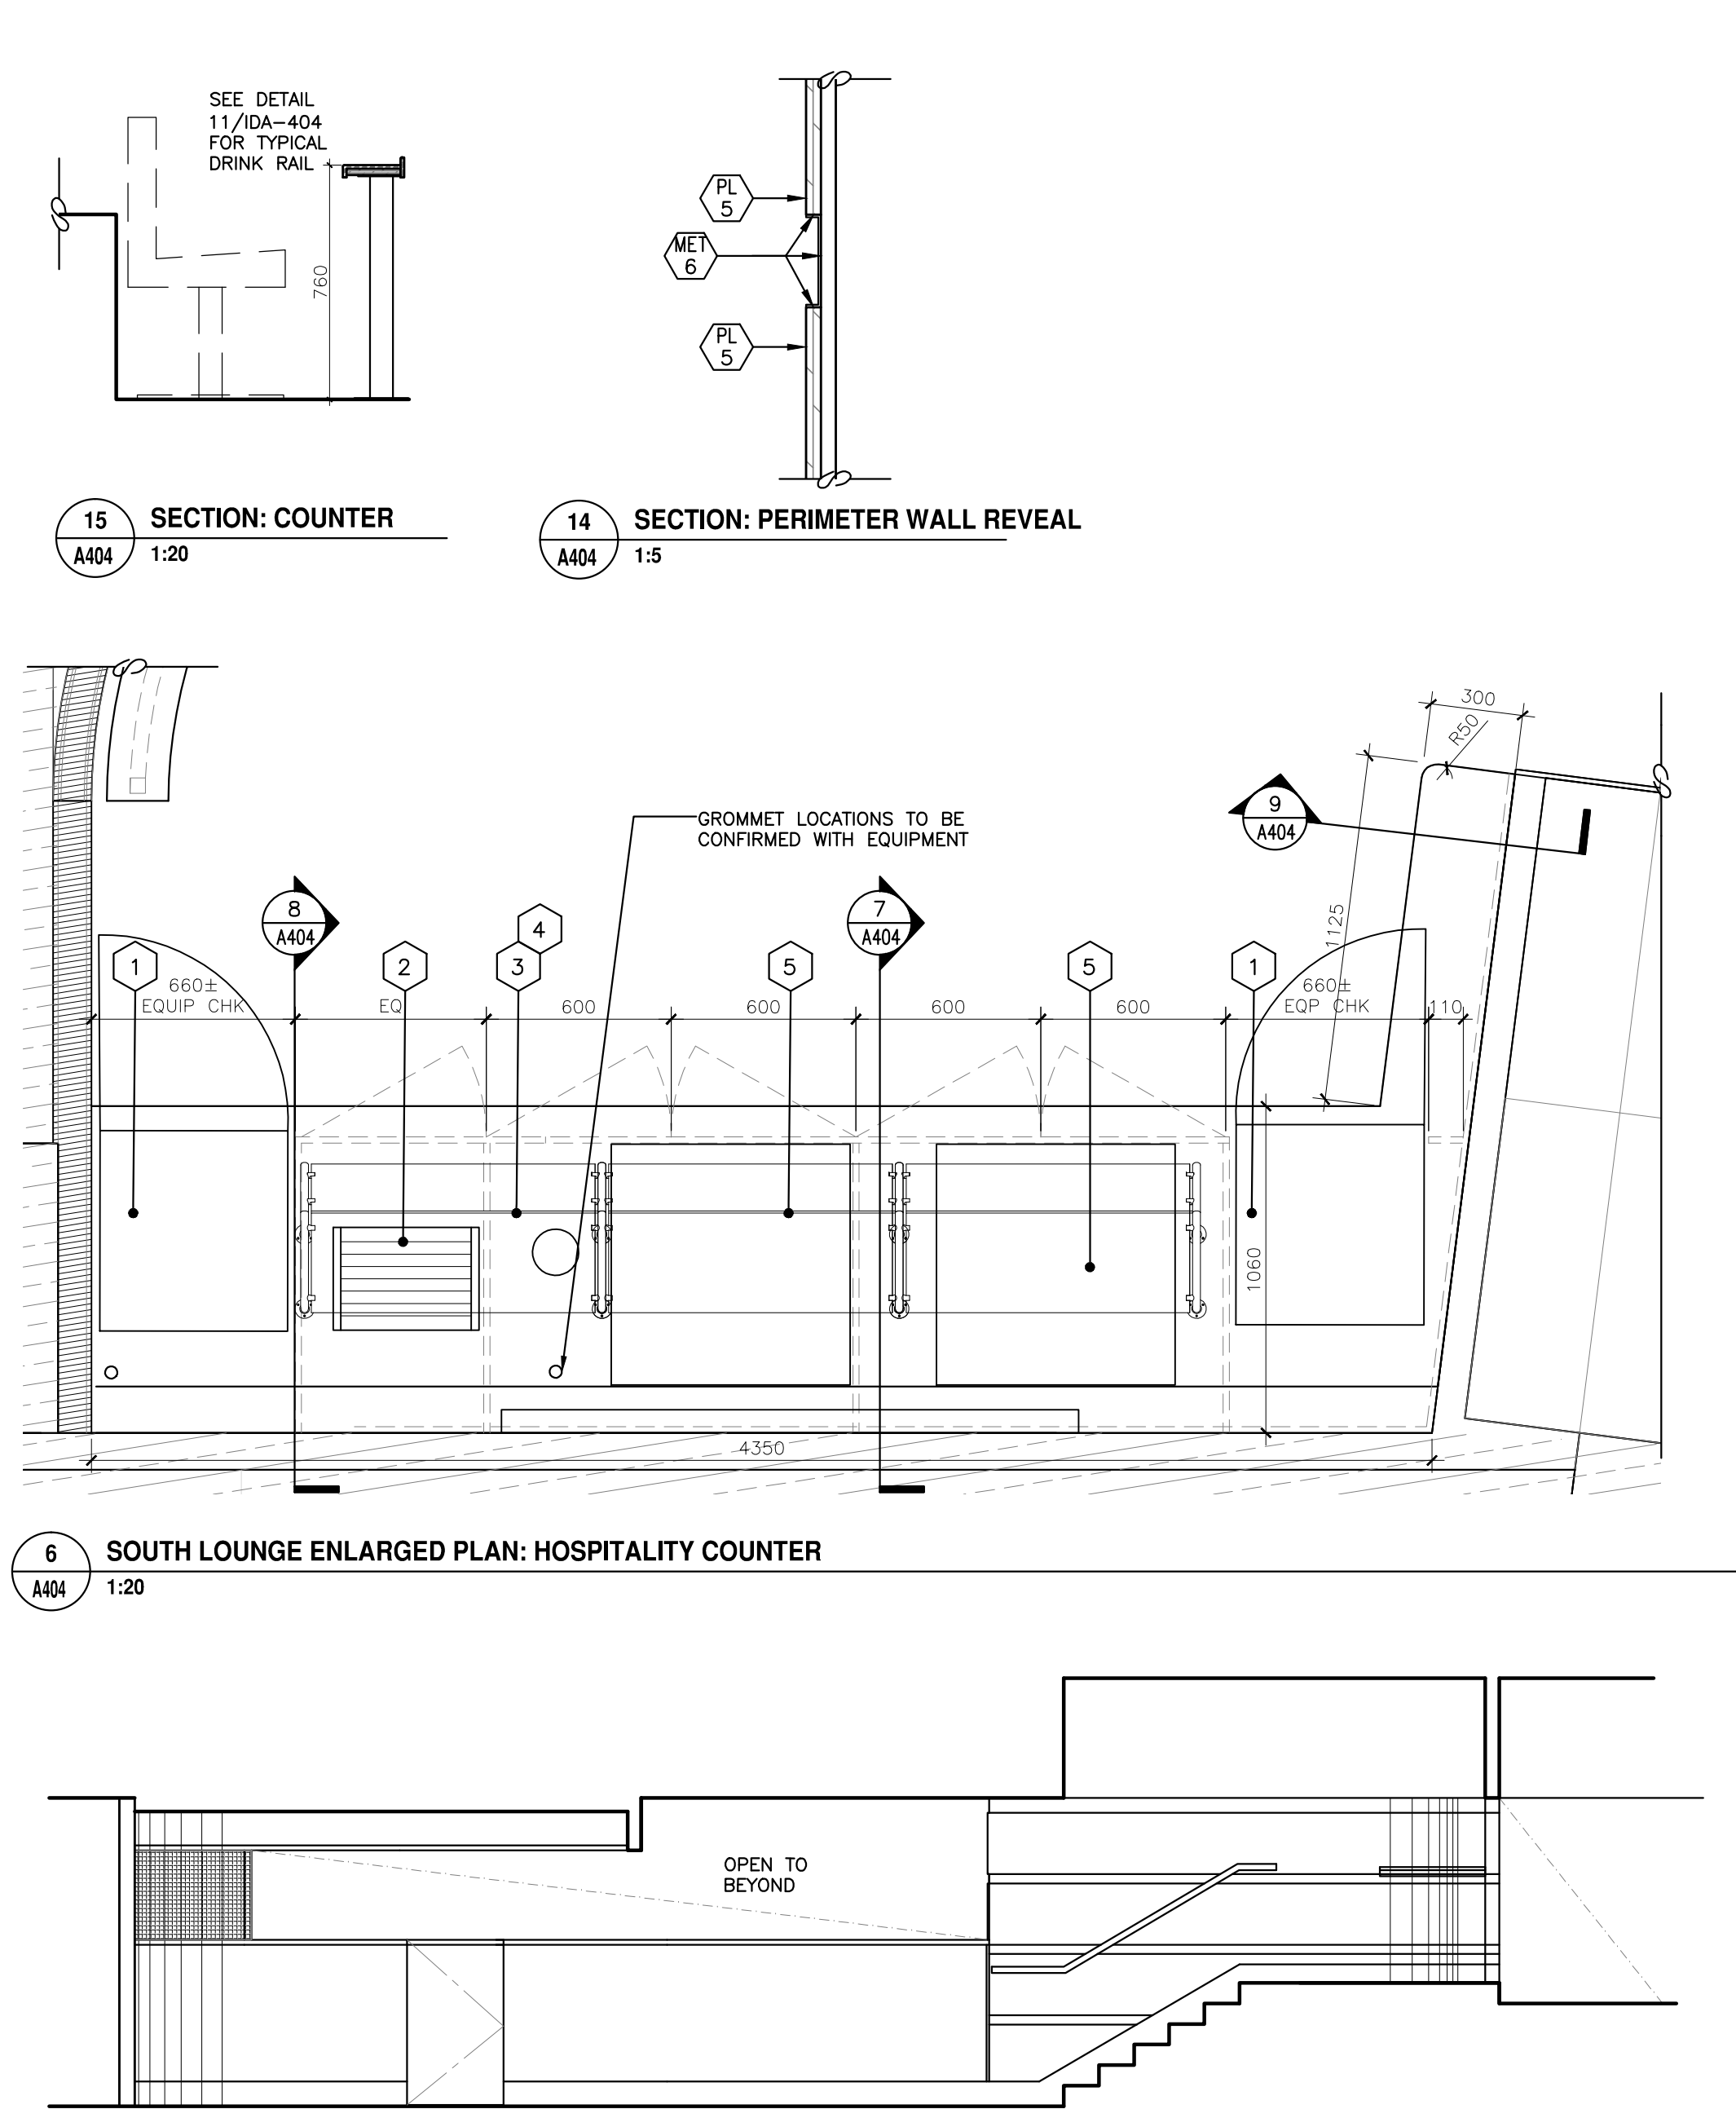 SEE DETAIL
11/IDA-404
FOR TYPICAL
DRINK RAIL
760
PL
5
MET
6
PL
5
15
A404
SECTION: COUNTER
1:20
14
A404
SECTION: PERIMETER WALL REVEAL
1:5
300
R50
9
A404
GROMMET LOCATIONS TO BE
CONFIRMED WITH EQUIPMENT
1125
8
A404
7
A404
4
1
2
3
5
5
1
660±
EQUIP CHK
EQ
600
600
600
600
660±
EQP CHK
110
1060
4350
6
A404
SOUTH LOUNGE ENLARGED PLAN: HOSPITALITY COUNTER
1:20
OPEN TO
BEYOND